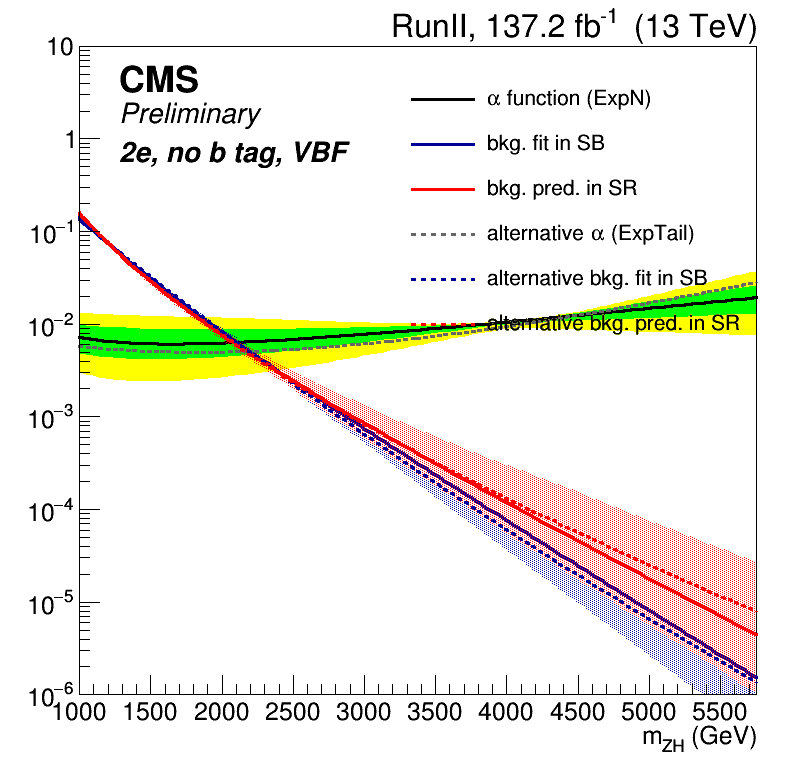 RunII, 137.2 fb⁻¹ (13 TeV)
CMS
Preliminary
2e, no b tag, VBF
α function (ExpN)
bkg. fit in SB
bkg. pred. in SR
alternative α (ExpTail)
alternative bkg. fit in SB
alternative bkg. pred. in SR
10
1
10⁻¹
10⁻²
10⁻³
10⁻⁴
10⁻⁵
10⁻⁶
1000 1500 2000 2500 3000 3500 4000 4500 5000 5500
m_ZH (GeV)